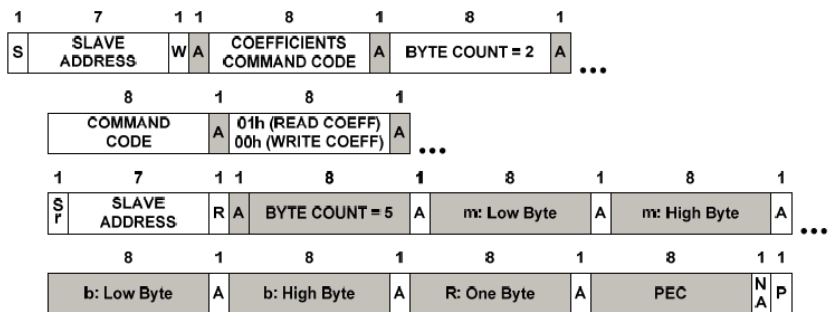 1 7 1 1 8 1 8 1
S SLAVE ADDRESS W A COEFFICIENTS COMMAND CODE A BYTE COUNT = 2 A •••
8 1 8 1
COMMAND CODE A 01h (READ COEFF) 00h (WRITE COEFF) A •••
1 7 1 1 8 1 8 1 8 1
Sr SLAVE ADDRESS R A BYTE COUNT = 5 A m: Low Byte A m: High Byte A •••
8 1 8 1 8 1 8 1 1
b: Low Byte A b: High Byte A R: One Byte A PEC NA P